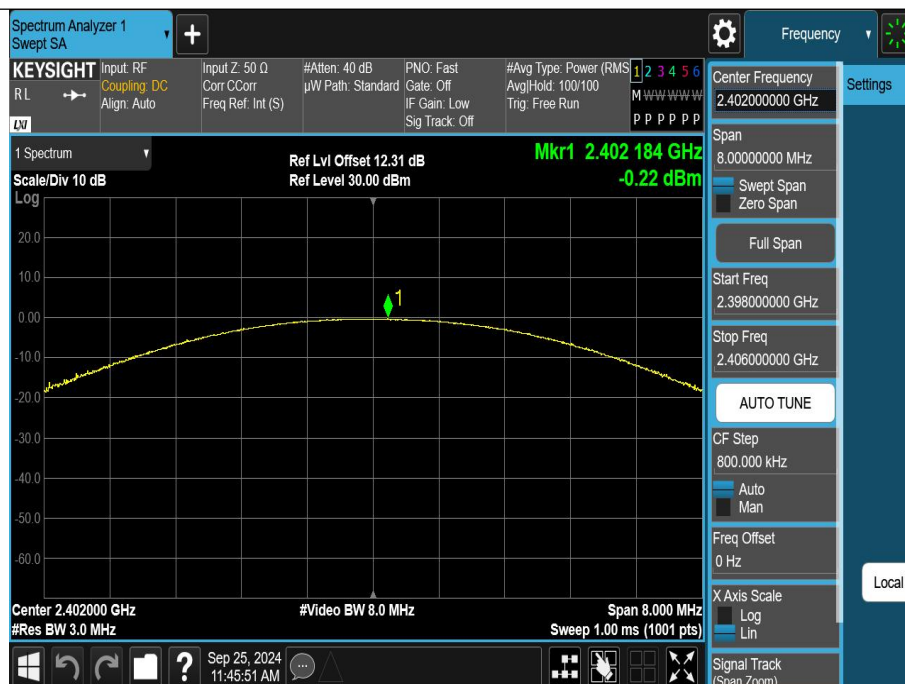 Spectrum Analyzer 1
Swept SA
Frequency
KEYSIGHT
RL
LXI
Input: RF
Coupling: DC
Align: Auto
Input Z: 50 Ω
Corr CCorr
Freq Ref: Int (S)
#Atten: 40 dB
µW Path: Standard
PNO: Fast
Gate: Off
IF Gain: Low
Sig Track: Off
#Avg Type: Power (RMS
Avg|Hold: 100/100
Trig: Free Run
1 2 3 4 5 6
M W W W W W
P P P P P P
1 Spectrum
Scale/Div 10 dB
Log
Ref Lvl Offset 12.31 dB
Ref Level 30.00 dBm
Mkr1 2.402 184 GHz
-0.22 dBm
1
20.0
10.0
0.00
-10.0
-20.0
-30.0
-40.0
-50.0
-60.0
Center 2.402000 GHz
#Video BW 8.0 MHz
Span 8.000 MHz
#Res BW 3.0 MHz
Sweep 1.00 ms (1001 pts)
Center Frequency
2.402000000 GHz
Settings
Span
8.00000000 MHz
Swept Span
Zero Span
Full Span
Start Freq
2.398000000 GHz
Stop Freq
2.406000000 GHz
AUTO TUNE
CF Step
800.000 kHz
Auto
Man
Freq Offset
0 Hz
X Axis Scale
Log
Lin
Local
Signal Track
(Span Zoom)
?
Sep 25, 2024
11:45:51 AM